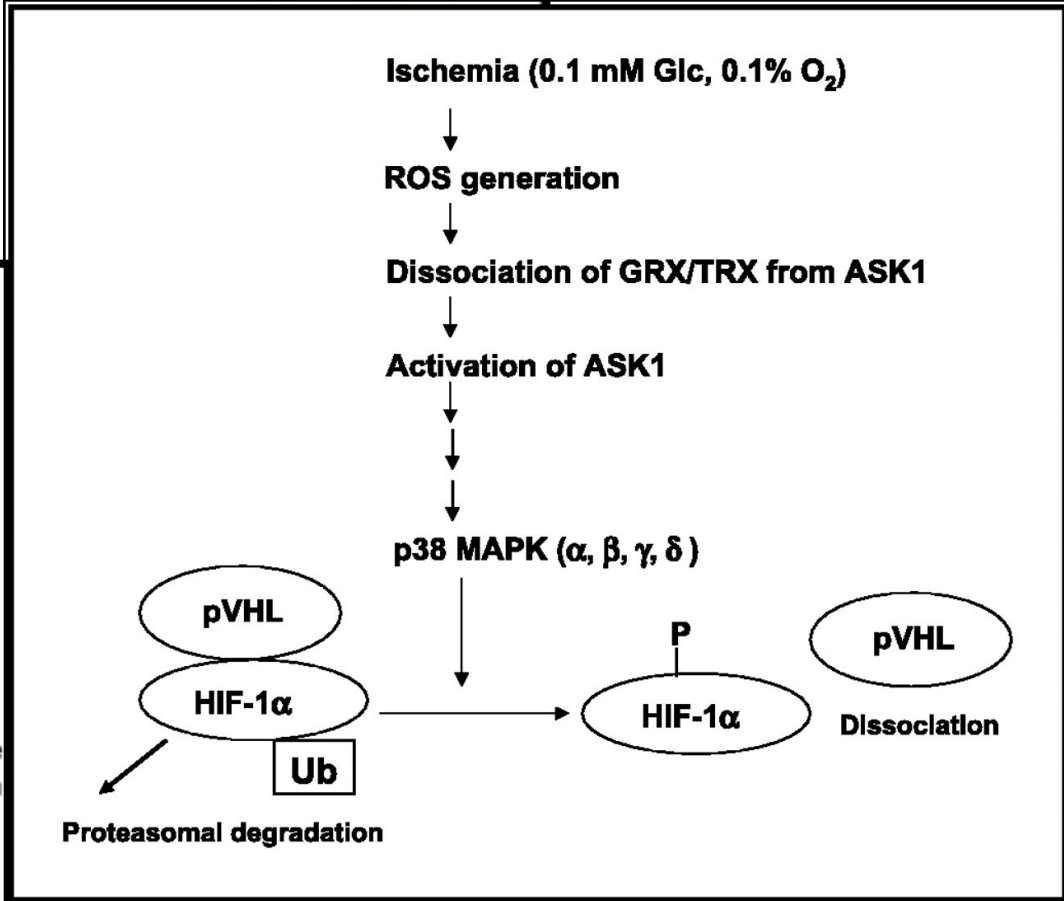 Ischemia (0.1 mM Glc, 0.1% O₂)
ROS generation
Dissociation of GRX/TRX from ASK1
Activation of ASK1
p38 MAPK (α, β, γ, δ )
pVHL
HIF-1α
Ub
Proteasomal degradation
P
HIF-1α
pVHL
Dissociation